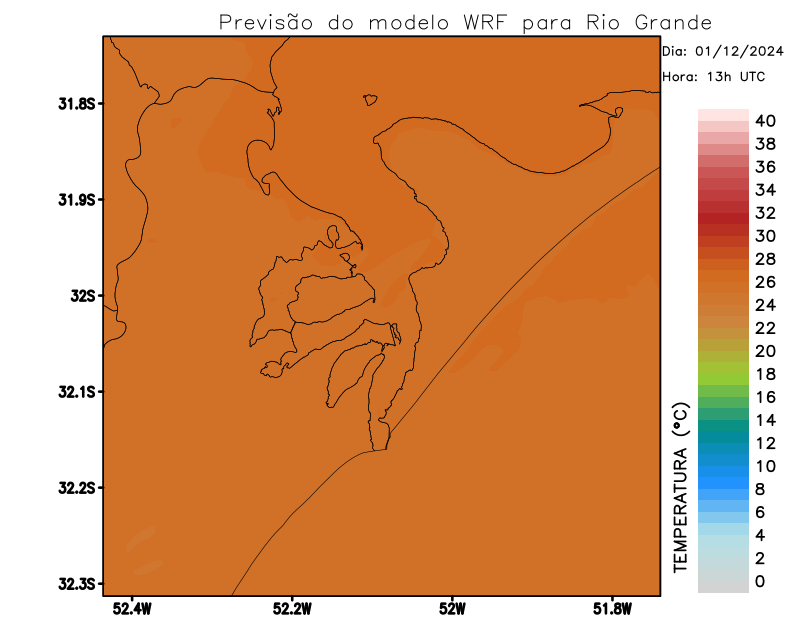 Previsão do modelo WRF para Rio Grande
Dia: 01/12/2024
Hora: 13h UTC
31.8S
31.9S
32S
32.1S
32.2S
32.3S
52.4W
52.2W
52W
51.8W
TEMPERATURA (°C)
40
38
36
34
32
30
28
26
24
22
20
18
16
14
12
10
8
6
4
2
0